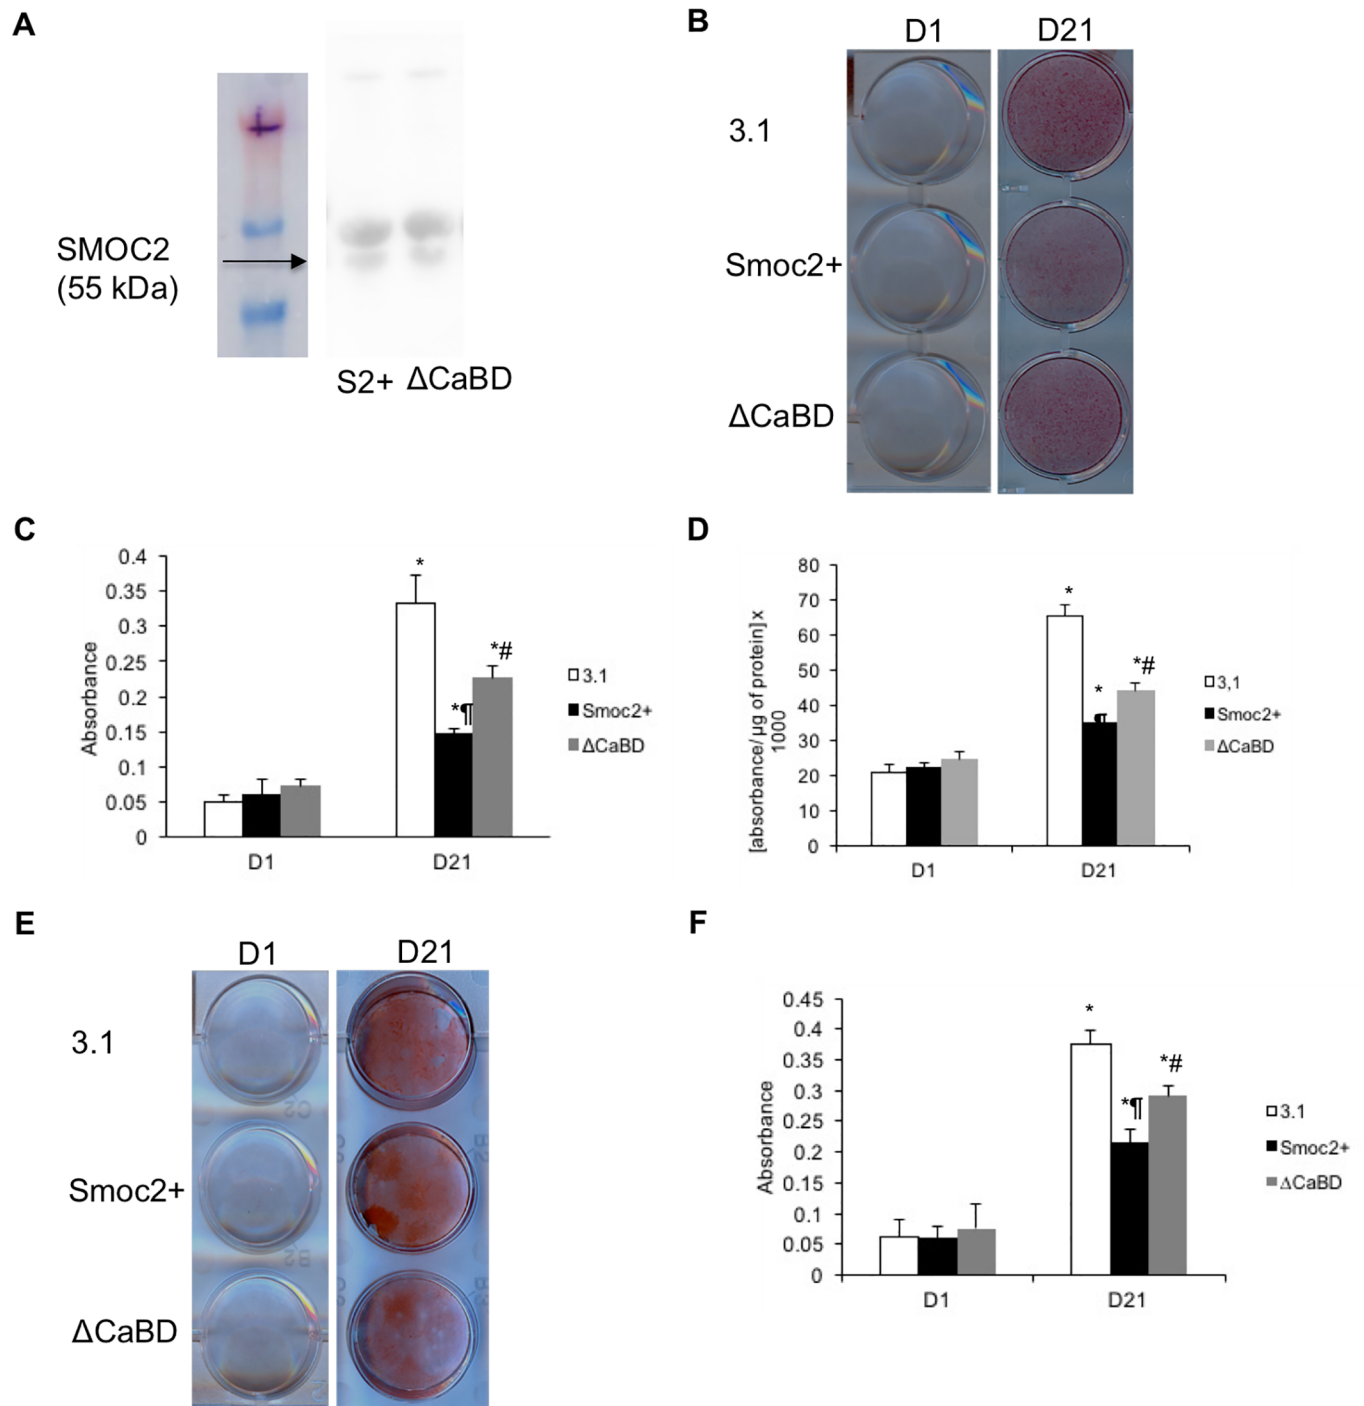 A
SMOC2
(55 kDa)
S2+ ΔCaBD
B
D1 D21
3.1
Smoc2+
ΔCaBD
C
Absorbance
0.4
0.35
0.3
0.25
0.2
0.15
0.1
0.05
0
*
*¶
*#
D1 D21
3.1
Smoc2+
ΔCaBD
D
[absorbance/µg of protein] x
1000
80
70
60
50
40
30
20
10
0
*
*
¶
*#
D1 D21
3,1
Smoc2+
ΔCaBD
E
D1 D21
3.1
Smoc2+
ΔCaBD
F
Absorbance
0.45
0.4
0.35
0.3
0.25
0.2
0.15
0.1
0.05
0
*
*¶
*#
D1 D21
3.1
Smoc2+
ΔCaBD